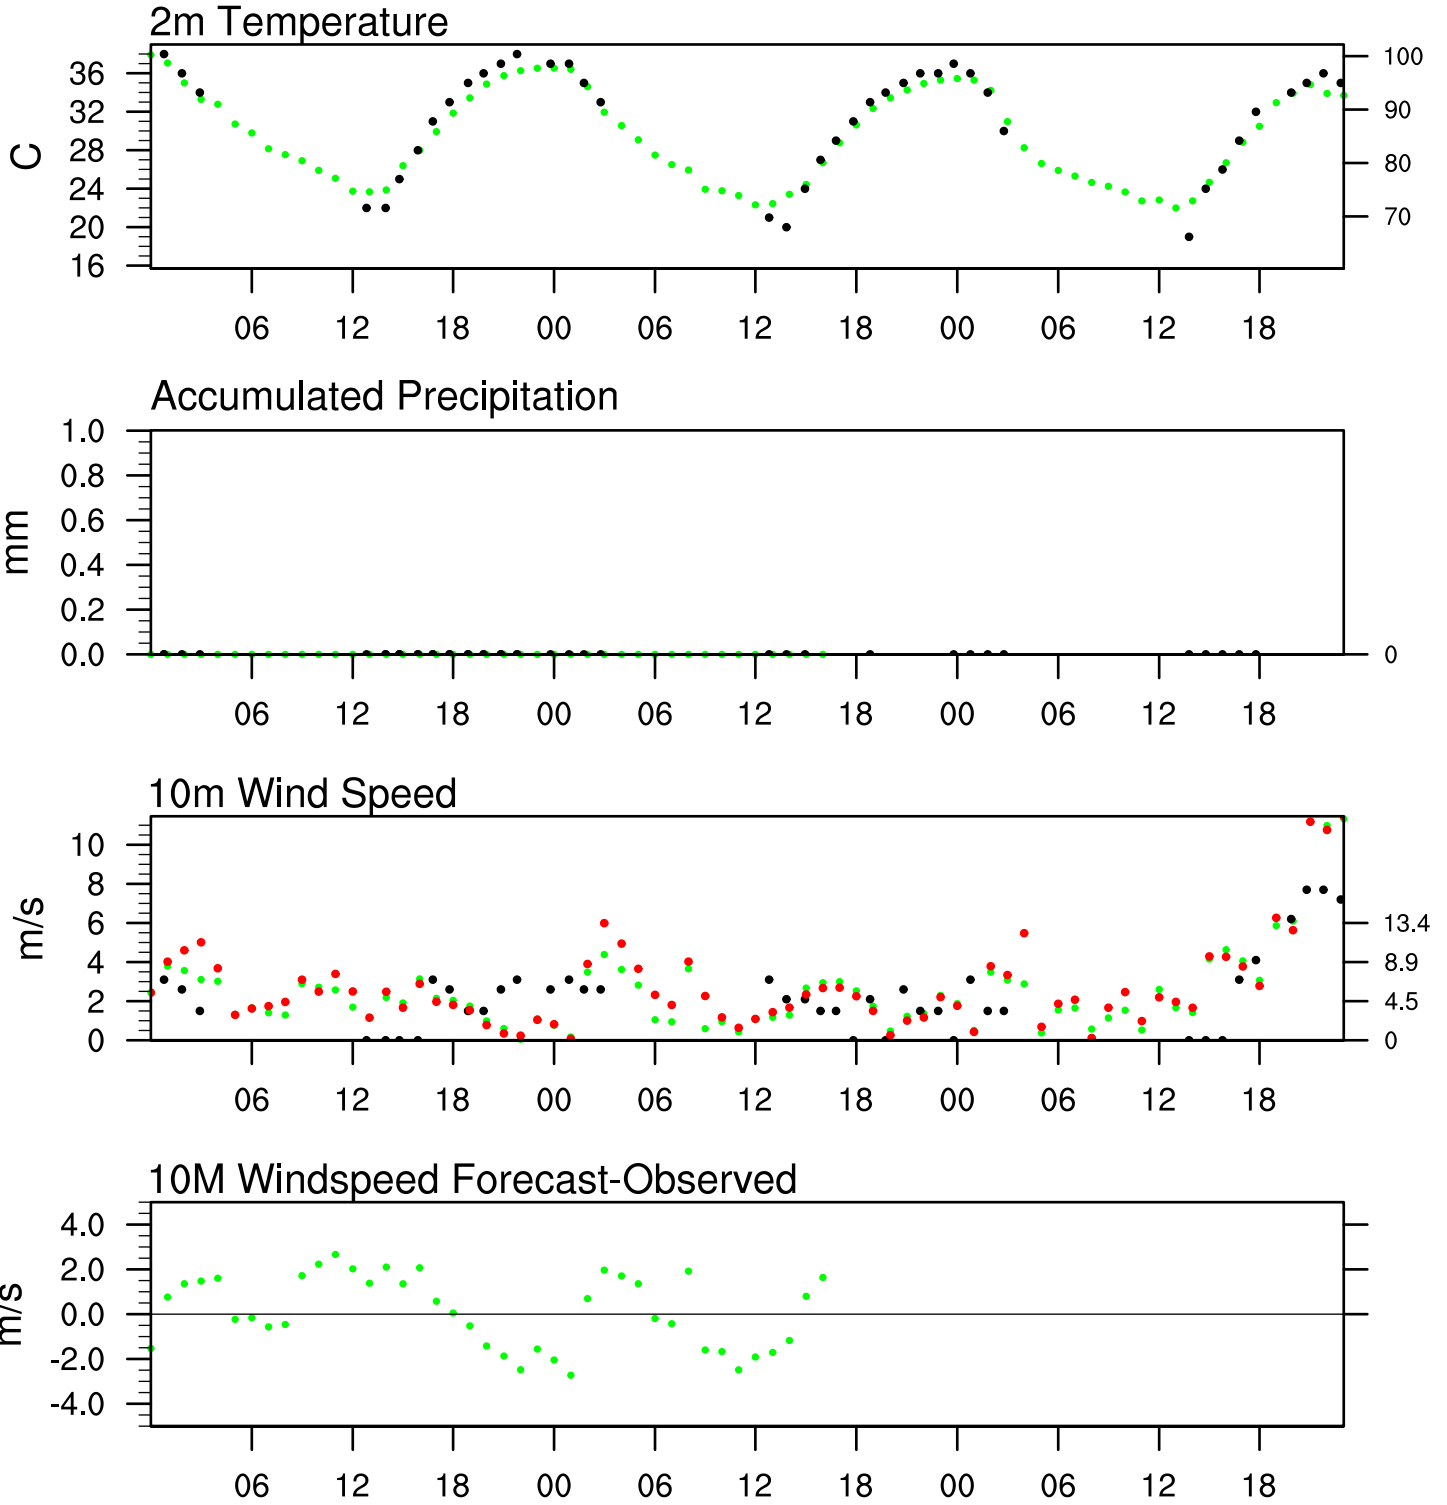 2m Temperature
C
36
32
28
24
20
16
100
90
80
70
06 12 18 00 06 12 18 00 06 12 18
Accumulated Precipitation
mm
1.0
0.8
0.6
0.4
0.2
0.0
0
06 12 18 00 06 12 18 00 06 12 18
10m Wind Speed
m/s
10
8
6
4
2
0
13.4
8.9
4.5
0
06 12 18 00 06 12 18 00 06 12 18
10M Windspeed Forecast-Observed
m/s
4.0
2.0
0.0
-2.0
-4.0
06 12 18 00 06 12 18 00 06 12 18